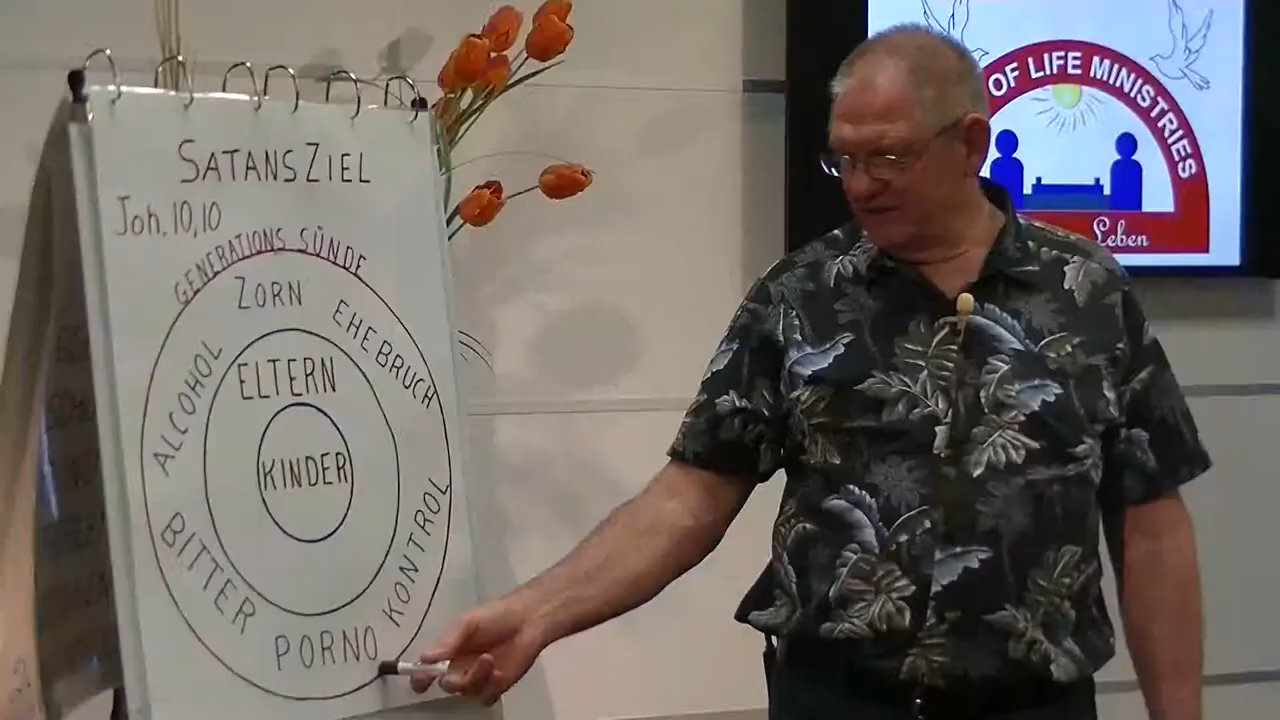 SATANS ZIEL
Joh. 10,10
GENERATIONS SÜNDE
ZORN
EHEBRUCH
ALCOHOL
ELTERN
KINDER
BITTER
KONTROL
PORNO
OF LIFE MINISTRIES
Leben